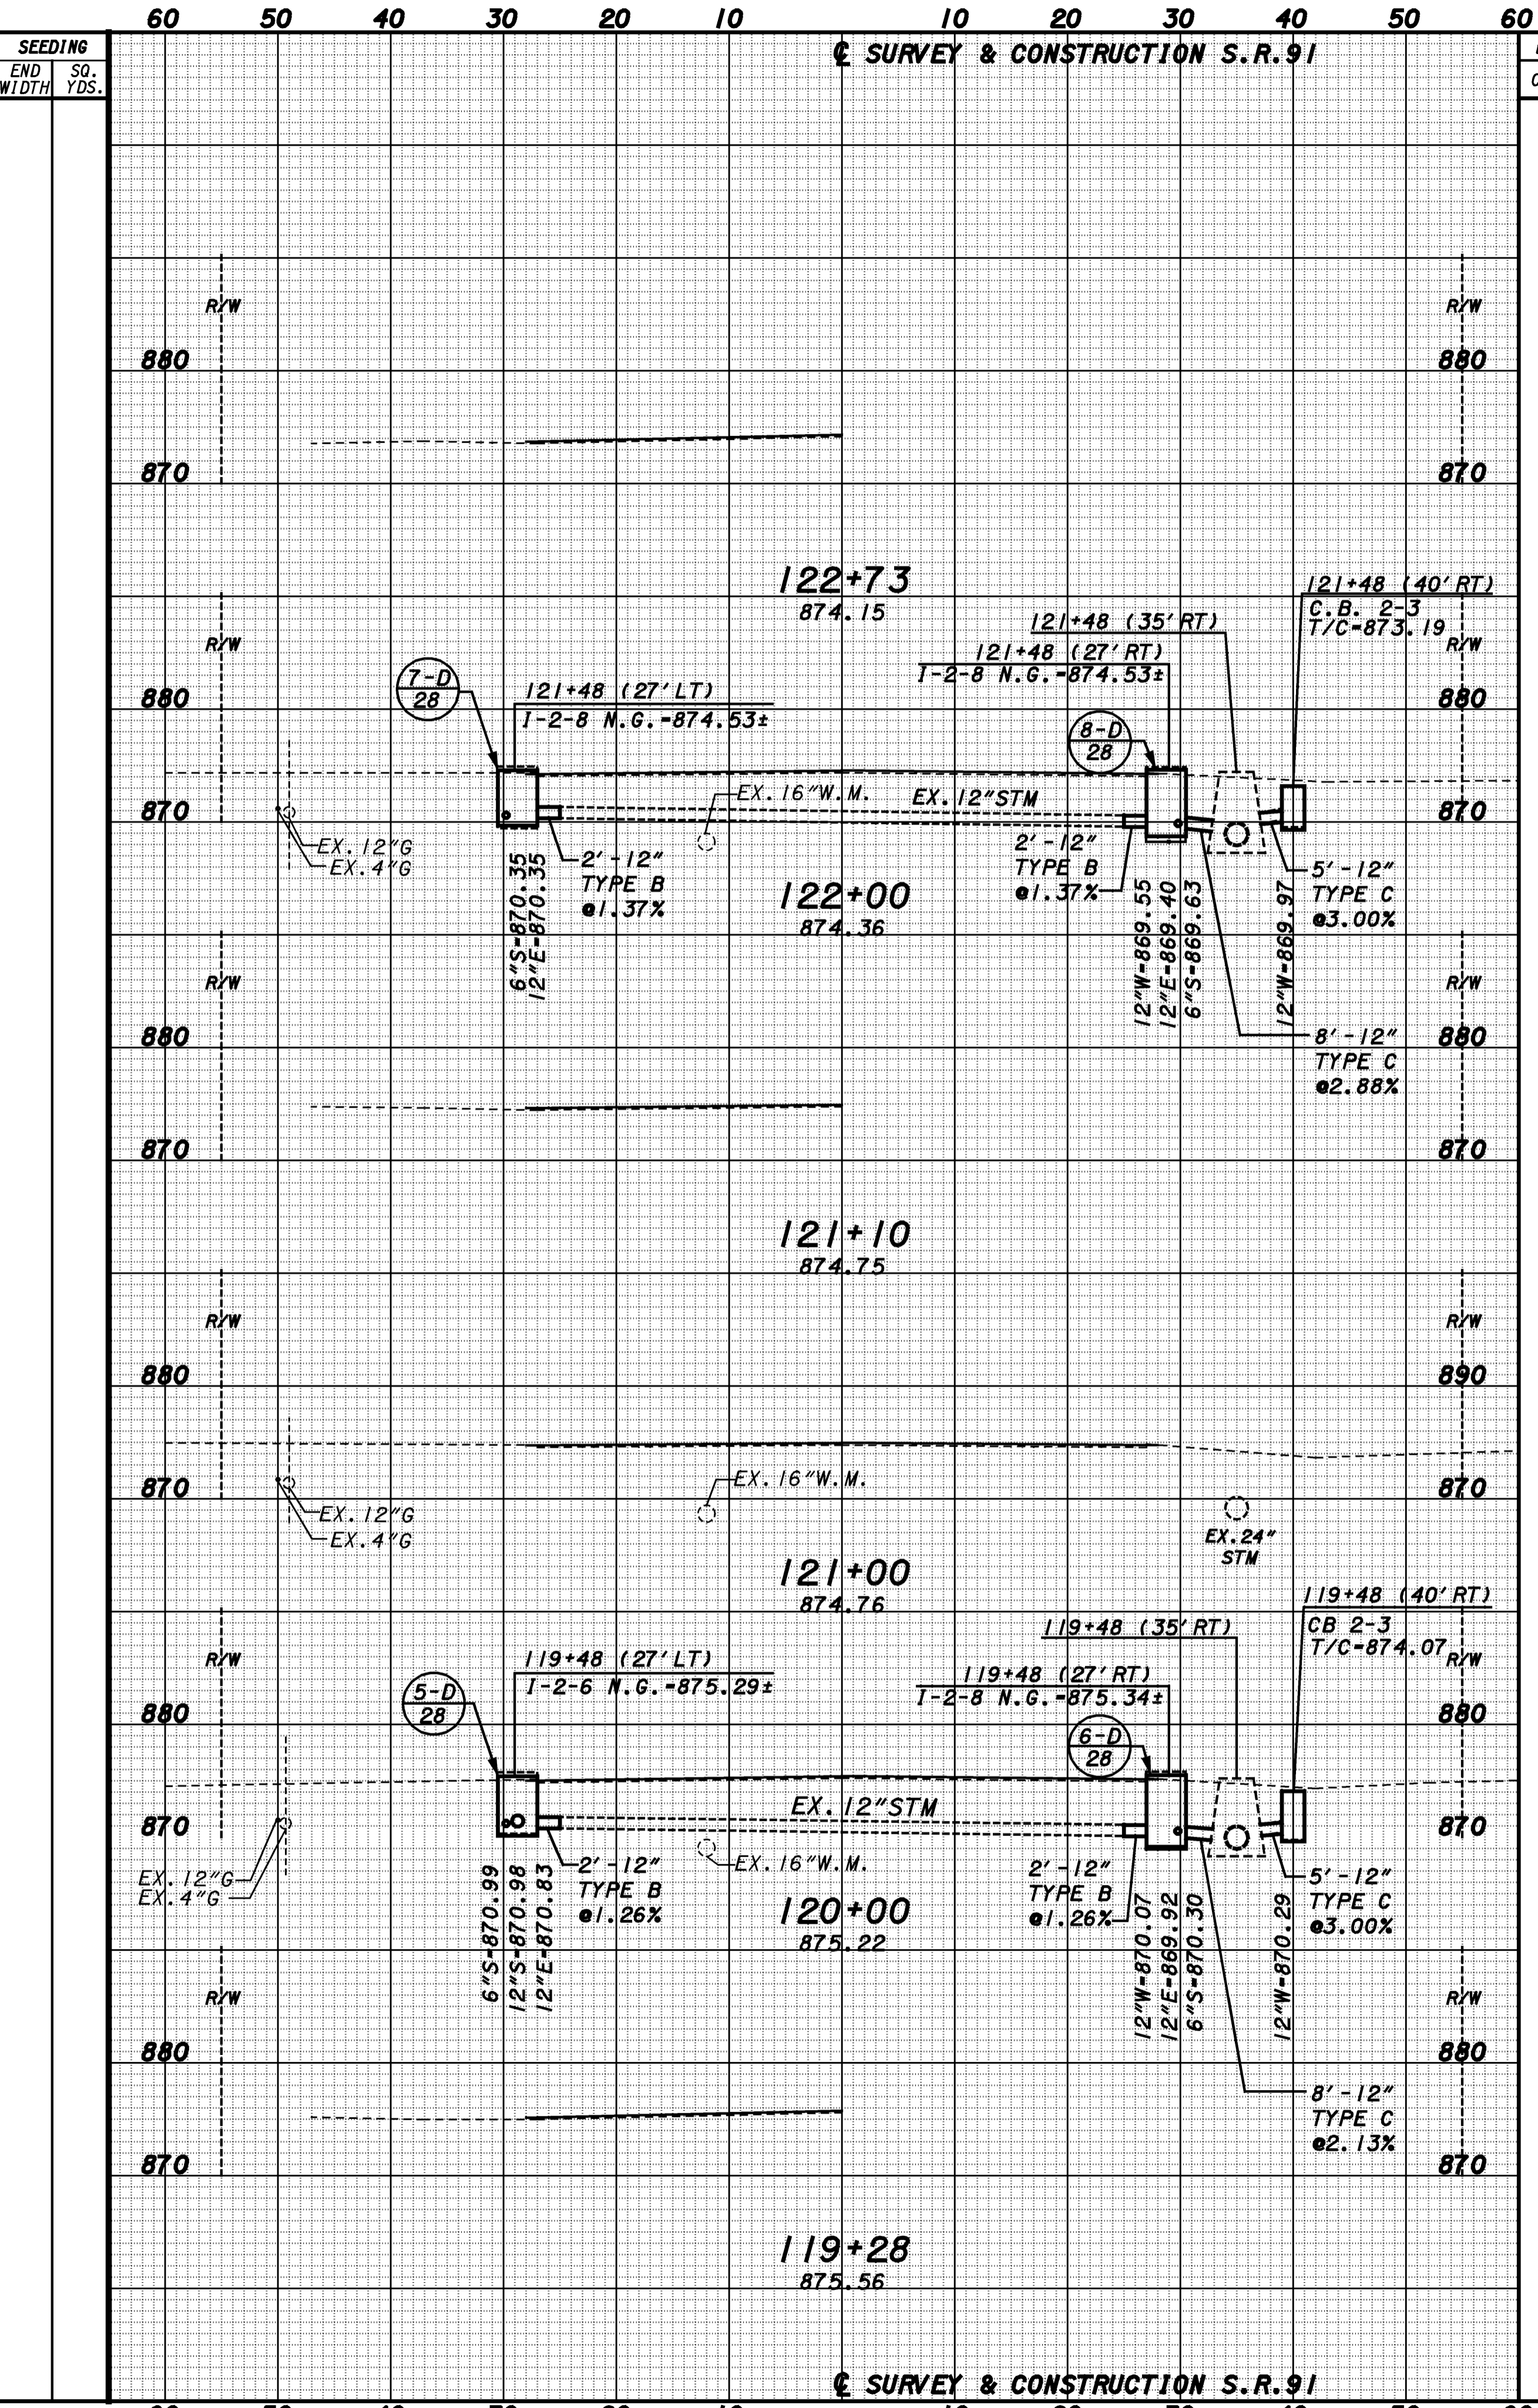 60 50 40 30 20 10 10 20 30 40 50 60
SEEDING
END WIDTH
SQ. YDS.
℄ SURVEY & CONSTRUCTION S.R.91
R/W
R/W
880
880
870
870
122+73
874.15
121+48 (40' RT)
C.B. 2-3
T/C=873.19
121+48 (35' RT)
121+48 (27' RT)
I-2-8 N.G.=874.53±
R/W
R/W
7-D
28
121+48 (27' LT)
I-2-8 N.G.=874.53±
880
880
8-D
28
EX. 16" W.M.
EX. 12" STM
870
870
EX. 12" G
EX. 4" G
2'-12"
TYPE B
@1.37%
2'-12"
TYPE B
@1.37%
5'-12"
TYPE C
@3.00%
6"S=870.35
12"E=870.35
12"W=869.55
12"E=869.40
6"S=869.63
12"W=869.97
122+00
874.36
R/W
R/W
880
880
8'-12"
TYPE C
@2.88%
870
870
121+10
874.75
R/W
R/W
880
890
EX. 16" W.M.
870
870
EX. 12" G
EX. 4" G
EX. 24"
STM
121+00
874.76
119+48 (40' RT)
CB 2-3
T/C=874.07
119+48 (35' RT)
119+48 (27' RT)
I-2-8 N.G.=875.34±
R/W
R/W
119+48 (27' LT)
I-2-6 N.G.=875.29±
5-D
28
880
880
6-D
28
EX. 12" STM
870
870
EX. 16" W.M.
EX. 12" G
EX. 4" G
2'-12"
TYPE B
@1.26%
2'-12"
TYPE B
@1.26%
5'-12"
TYPE C
@3.00%
6"S=870.99
12"S=870.98
12"E=870.83
12"W=870.07
12"E=869.92
6"S=870.30
12"W=870.29
120+00
875.22
R/W
R/W
880
880
8'-12"
TYPE C
@2.13%
870
870
119+28
875.56
℄ SURVEY & CONSTRUCTION S.R.91